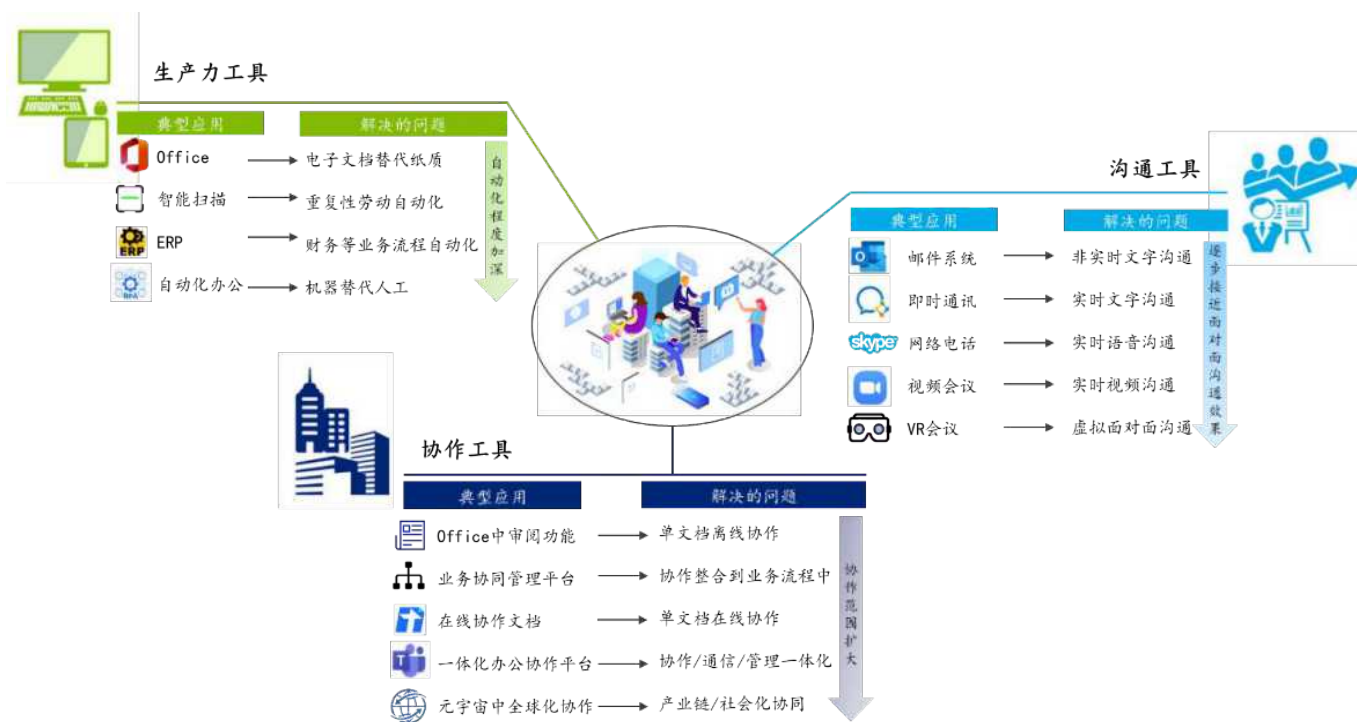 生产力工具
典型应用 解决的问题
Office 电子文档替代纸质
智能扫描 重复性劳动自动化
ERP ERP 财务等业务流程自动化
RPA 自动化办公 机器替代人工
自动化程度加深
沟通工具
典型应用 解决的问题
邮件系统 非实时文字沟通
即时通讯 实时文字沟通
skype 网络电话 实时语音沟通
视频会议 实时视频沟通
VR会议 虚拟面对面沟通
逐步接近面对面沟通效果
协作工具
典型应用 解决的问题
Office中审阅功能 单文档离线协作
业务协同管理平台 协作整合到业务流程中
在线协作文档 单文档在线协作
T 一体化办公协作平台 协作/通信/管理一体化
元宇宙中全球化协作 产业链/社会化协同
协作范围扩大